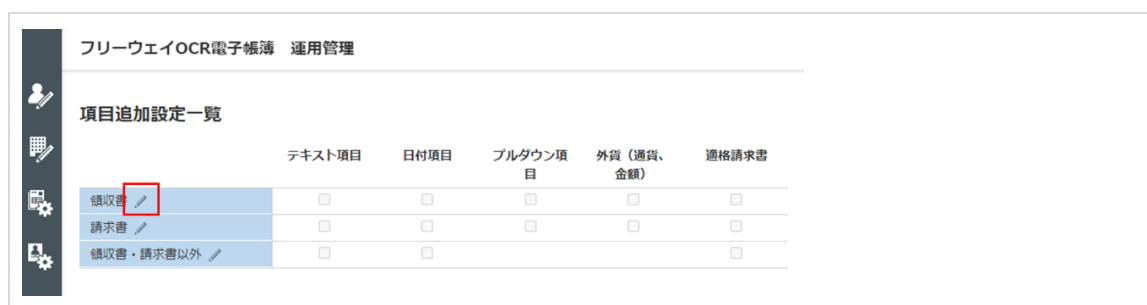 フリーウェイOCR電子帳簿　運用管理
項目追加設定一覧
テキスト項目　日付項目　プルダウン項目　外貨（通貨、金額）　適格請求書
領収書
請求書
領収書・請求書以外